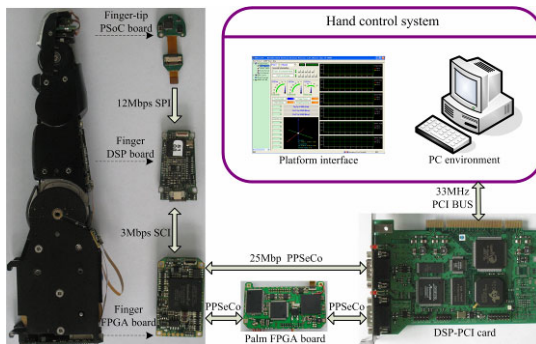 Finger-tip
PSoC board
Hand control system
12Mbps SPI
Platform interface
PC environment
Finger
DSP board
33MHz
PCI BUS
3Mbps SCI
25Mbp PPSeCo
Finger
FPGA board
PPSeCo
PPSeCo
Palm FPGA board
DSP-PCI card